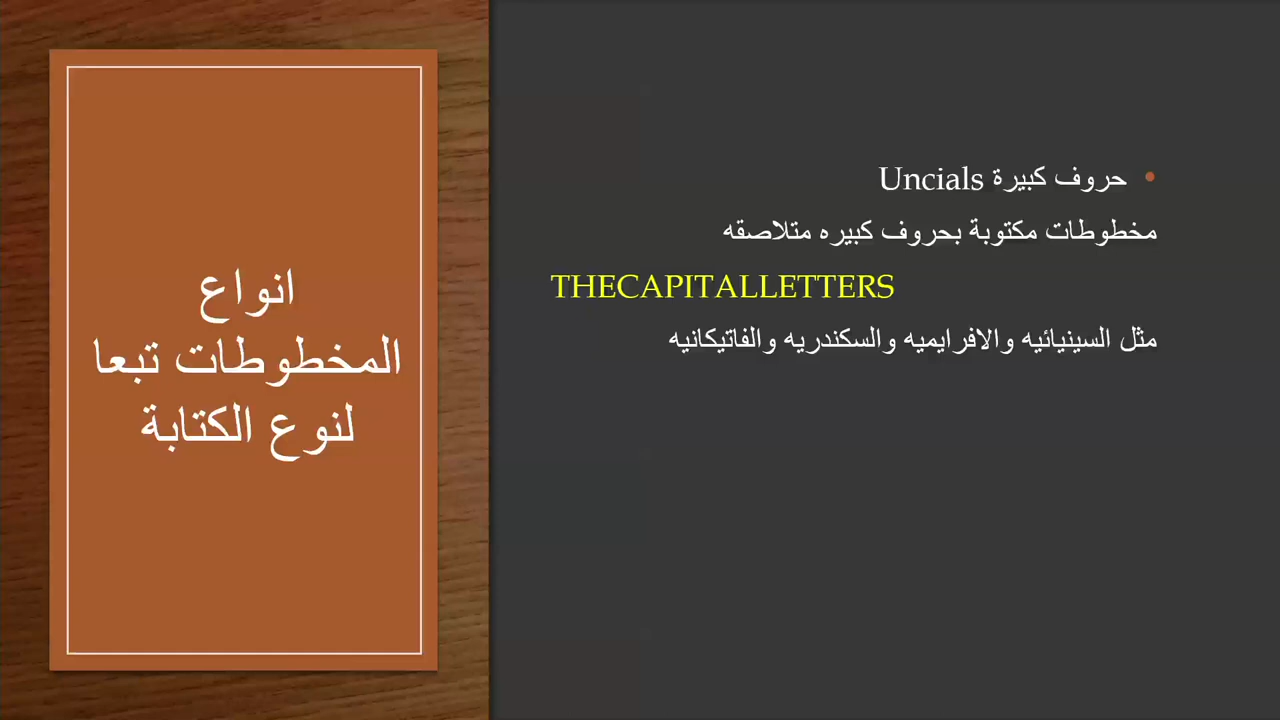 انواع
المخطوطات تبعا
لنوع الكتابة
• حروف كبيرة Uncials
مخطوطات مكتوبة بحروف كبيره متلاصقه
THECAPITALLETTERS
مثل السينيائيه والافرايميه والسكندريه والفاتيكانيه